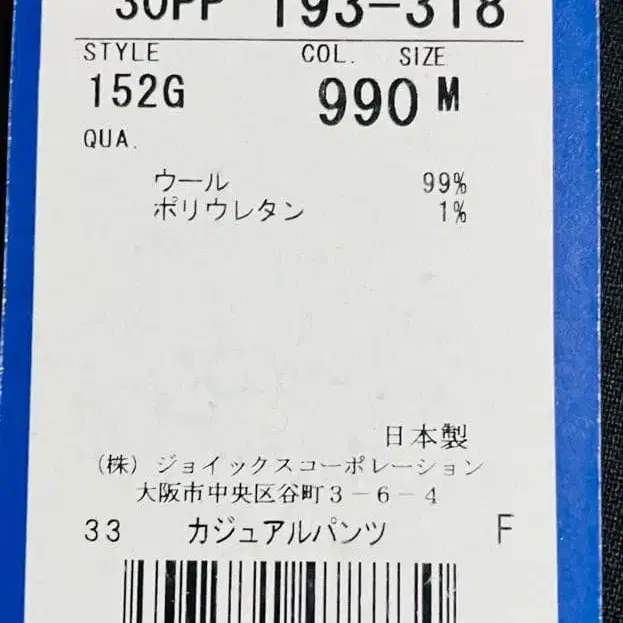 30PP 193-318
STYLE COL. SIZE
152G 990 M
QUA.
ウール 99%
ポリウレタン 1%
日本製
(株) ジョイックスコーポレーション
大阪市中央区谷町3-6-4
33 カジュアルパンツ F